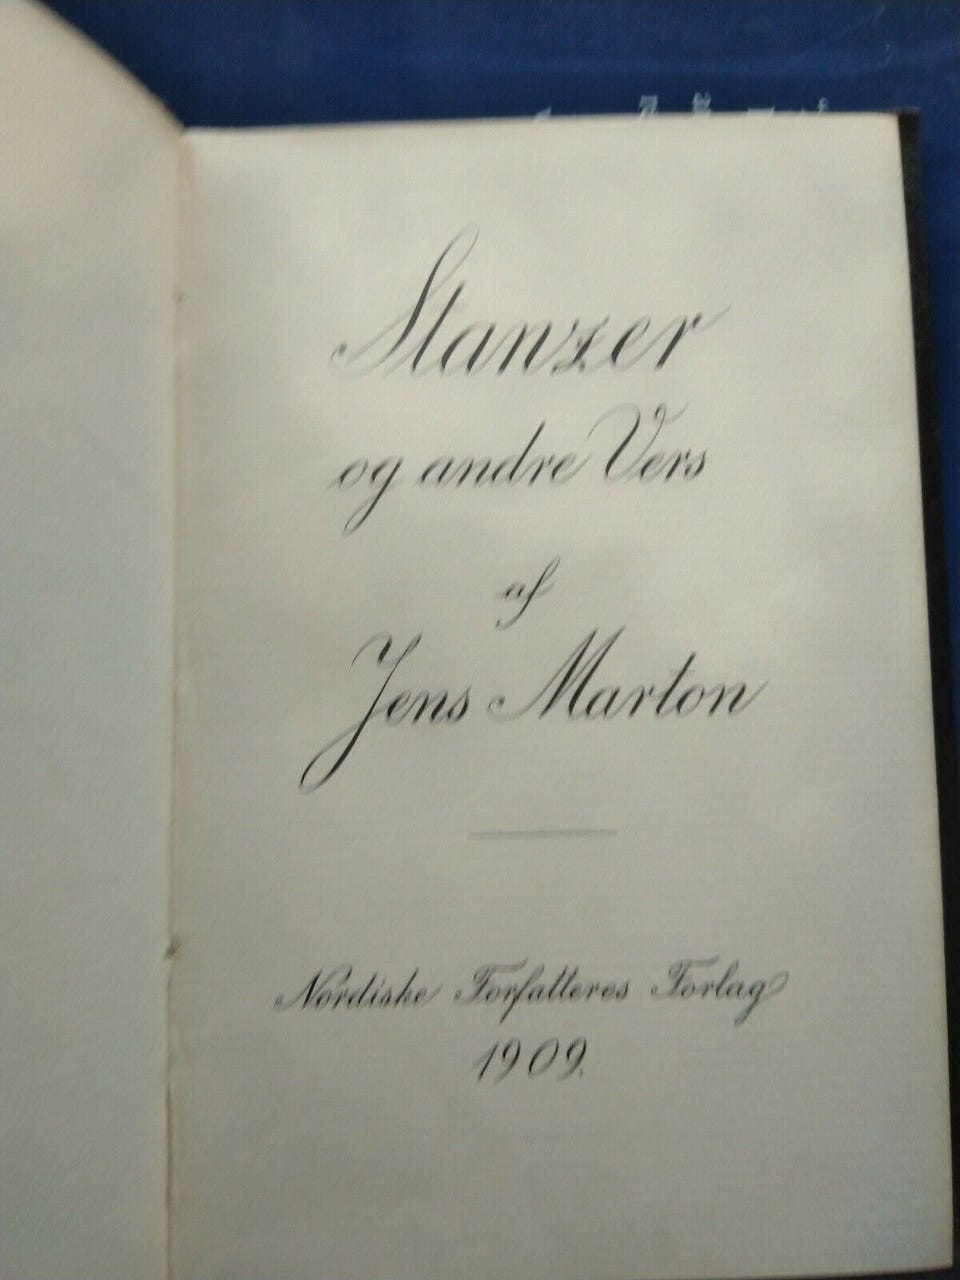 Stanzer
og andre Vers
af
Jens Marton
Nordiske Forfatteres Forlag
1909.